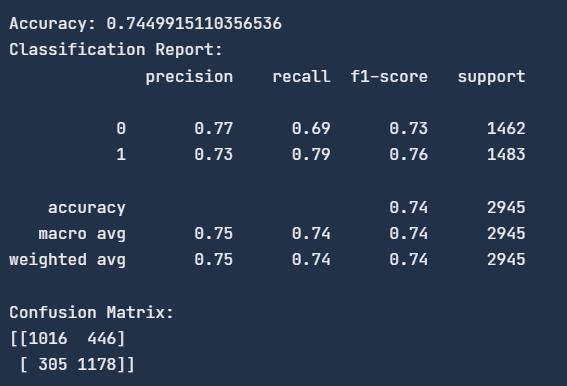 Accuracy: 0.7449915110356536
Classification Report:
              precision    recall  f1-score   support

           0       0.77      0.69      0.73      1462
           1       0.73      0.79      0.76      1483

    accuracy                           0.74      2945
   macro avg       0.75      0.74      0.74      2945
weighted avg       0.75      0.74      0.74      2945

Confusion Matrix:
[[1016  446]
 [ 305 1178]]